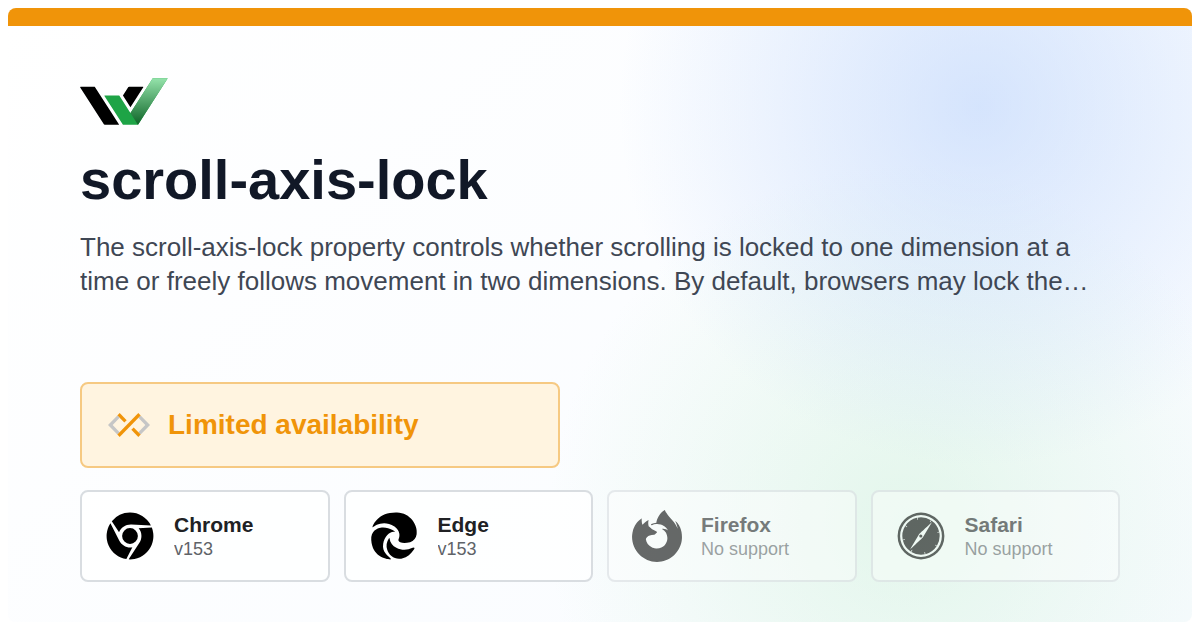 scroll-axis-lock
The scroll-axis-lock property controls whether scrolling is locked to one dimension at a
time or freely follows movement in two dimensions. By default, browsers may lock the…
Limited availability
Chrome
v153
Edge
v153
Firefox
No support
Safari
No support